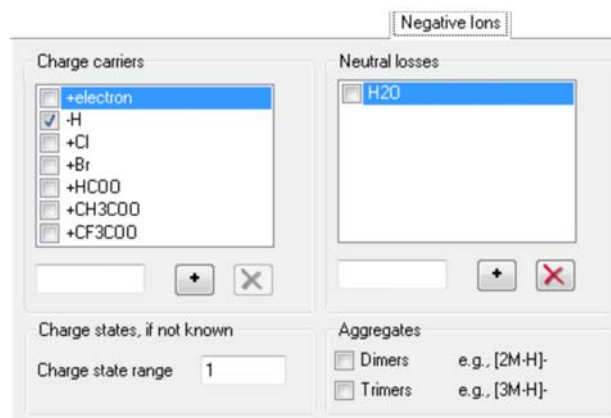 Negative Ions
Charge carriers
+electron
-H
+Cl
+Br
+HCOO
+CH3COO
+CF3COO
+
Neutral losses
H2O
+
Charge states, if not known
Charge state range 1
Aggregates
Dimers e.g., [2M-H]-
Trimers e.g., [3M-H]-